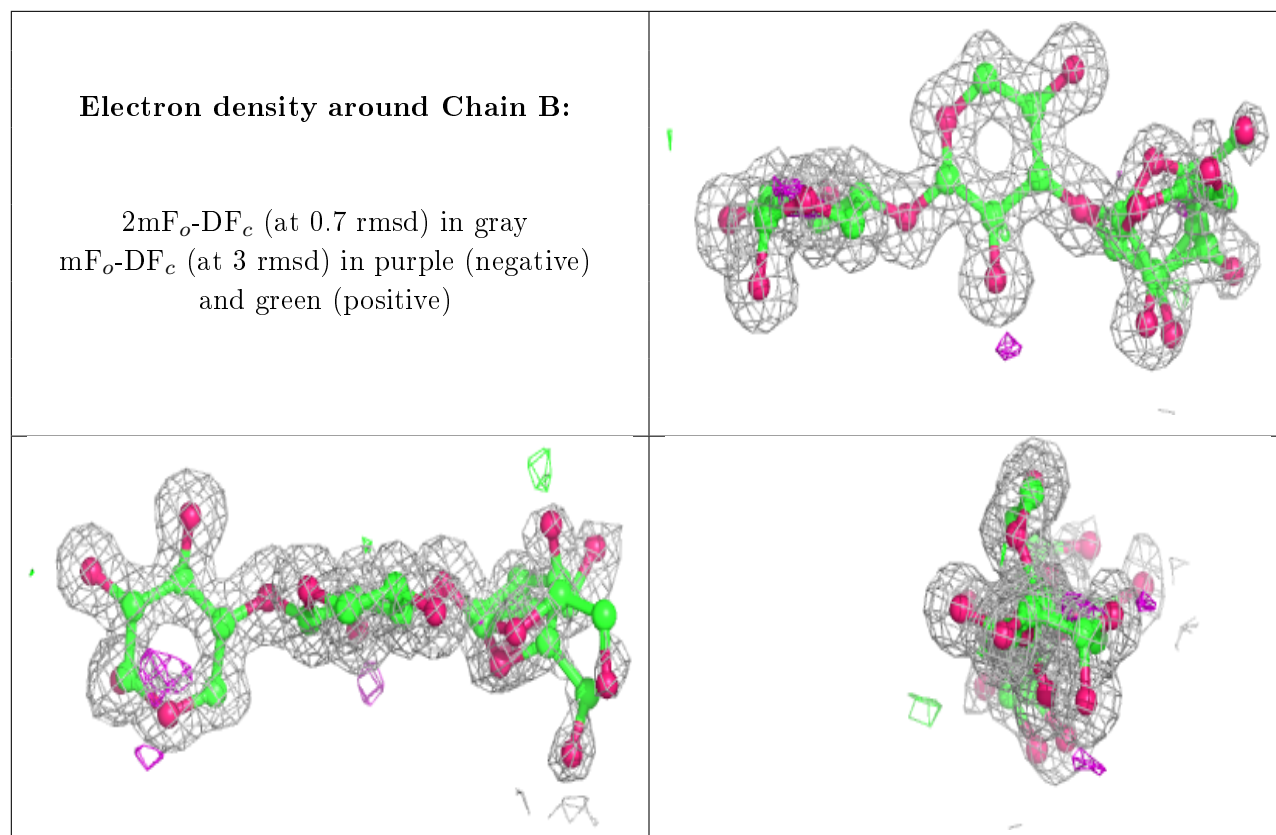 Electron density around Chain B:
2mFₒ-DF𝒸 (at 0.7 rmsd) in gray
mFₒ-DF𝒸 (at 3 rmsd) in purple (negative)
and green (positive)